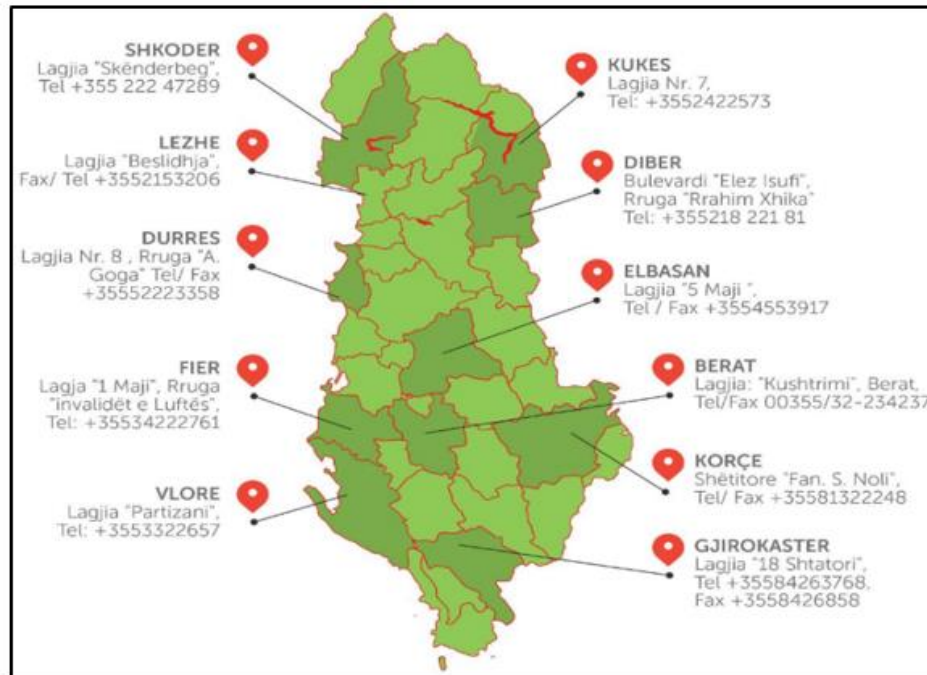 SHKODER
Lagjia "Skënderbeg",
Tel +355 222 47289
LEZHE
Lagjia "Beslidhja",
Fax/ Tel +3552153206
DURRES
Lagjia Nr. 8 , Rruga "A.
Goga" Tel/ Fax
+35552223358
FIER
Lagja "1 Maji", Rruga
"invalidët e Luftës",
Tel: +35534222761
VLORE
Lagjia "Partizani",
Tel: +3553322657
KUKES
Lagjia Nr. 7,
Tel: +3552422573
DIBER
Bulevardi "Elez Isufi",
Rruga "Rrahim Xhika"
Tel: +355218 221 81
ELBASAN
Lagjia "5 Maji ",
Tel / Fax +3554553917
BERAT
Lagjia: "Kushtrimi", Berat,
Tel/Fax 00355/32-234237
KORÇE
Shëtitore "Fan. S. Noli",
Tel/ Fax +35581322248
GJIROKASTER
Lagjia "18 Shtatori",
Tel +35584263768,
Fax +3558426858